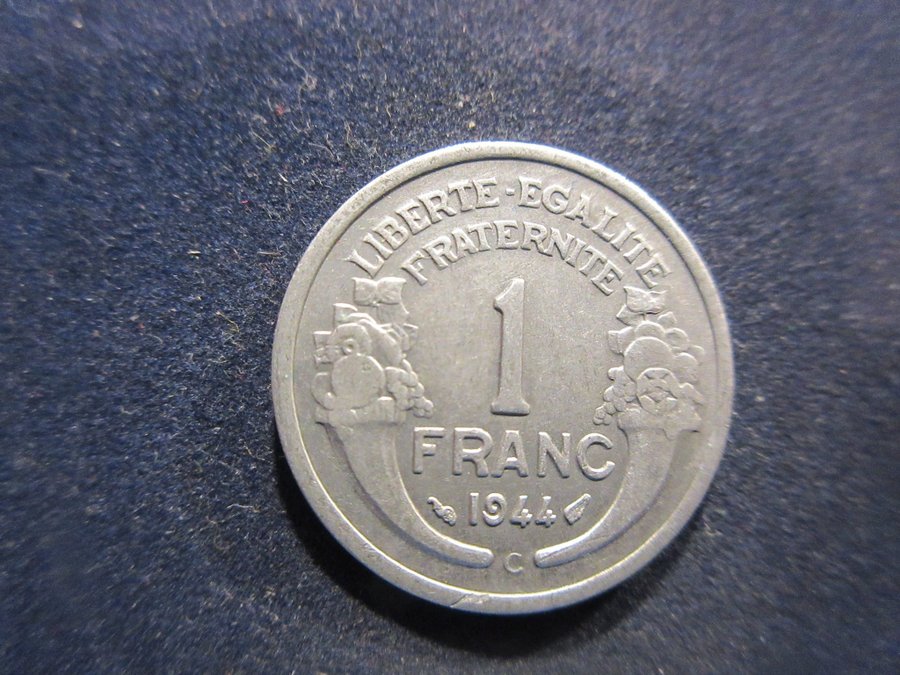 LIBERTE·EGALITE
FRATERNITE
1
FRANC
1944
C